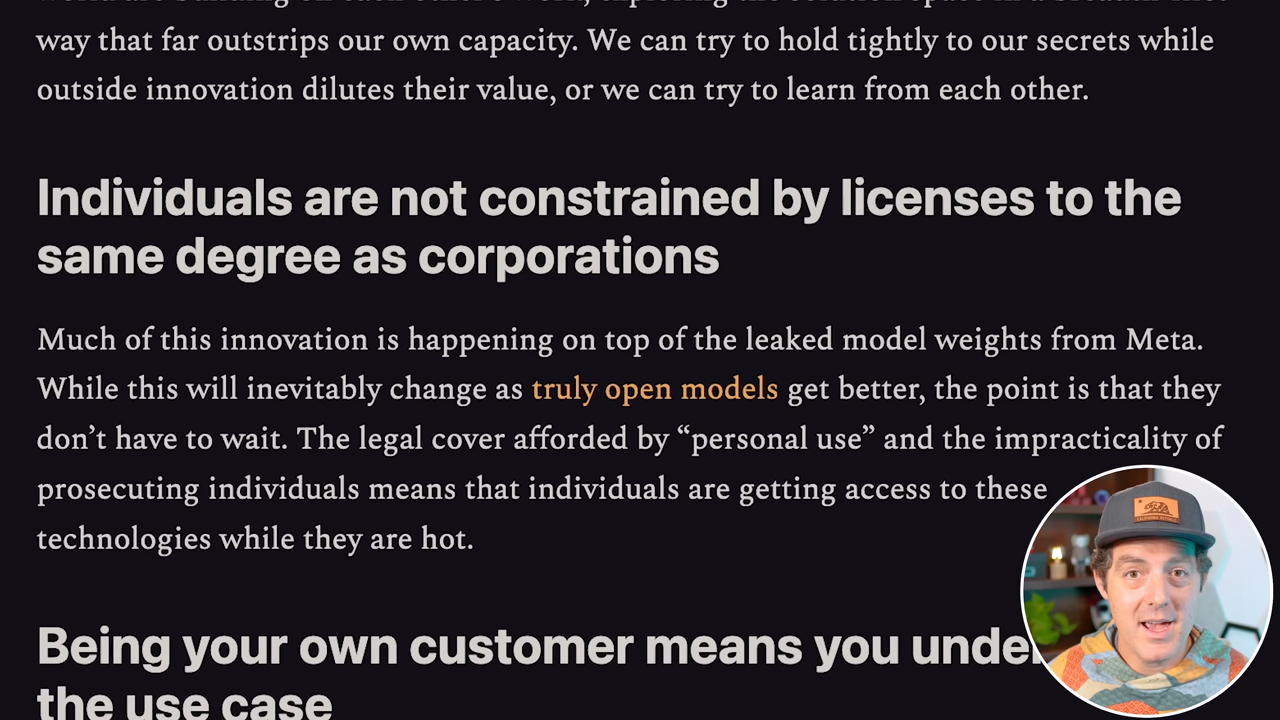 way that far outstrips our own capacity. We can try to hold tightly to our secrets while
outside innovation dilutes their value, or we can try to learn from each other.
Individuals are not constrained by licenses to the
same degree as corporations
Much of this innovation is happening on top of the leaked model weights from Meta.
While this will inevitably change as truly open models get better, the point is that they
don’t have to wait. The legal cover afforded by “personal use” and the impracticality of
prosecuting individuals means that individuals are getting access to these
technologies while they are hot.
Being your own customer means you under
the use case